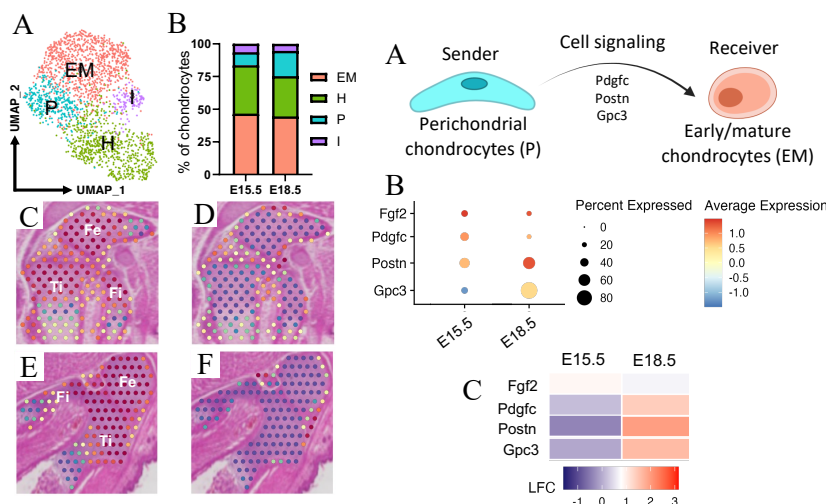 A
EM
P
I
H
UMAP_2
UMAP_1
B
% of chondrocytes
100
75
50
25
0
E15.5 E18.5
EM
H
P
I
C
Fe
Ti
Fi
D
E
Fe
Fi
Ti
F
A
Sender
Cell signaling
Receiver
Pdgfc
Postn
Gpc3
Perichondrial
chondrocytes (P)
Early/mature
chondrocytes (EM)
B
Fgf2
Pdgfc
Postn
Gpc3
E15.5
E18.5
Percent Expressed
0
20
40
60
80
Average Expression
1.0
0.5
0.0
-0.5
-1.0
C
E15.5 E18.5
Fgf2
Pdgfc
Postn
Gpc3
LFC
-1 0 1 2 3